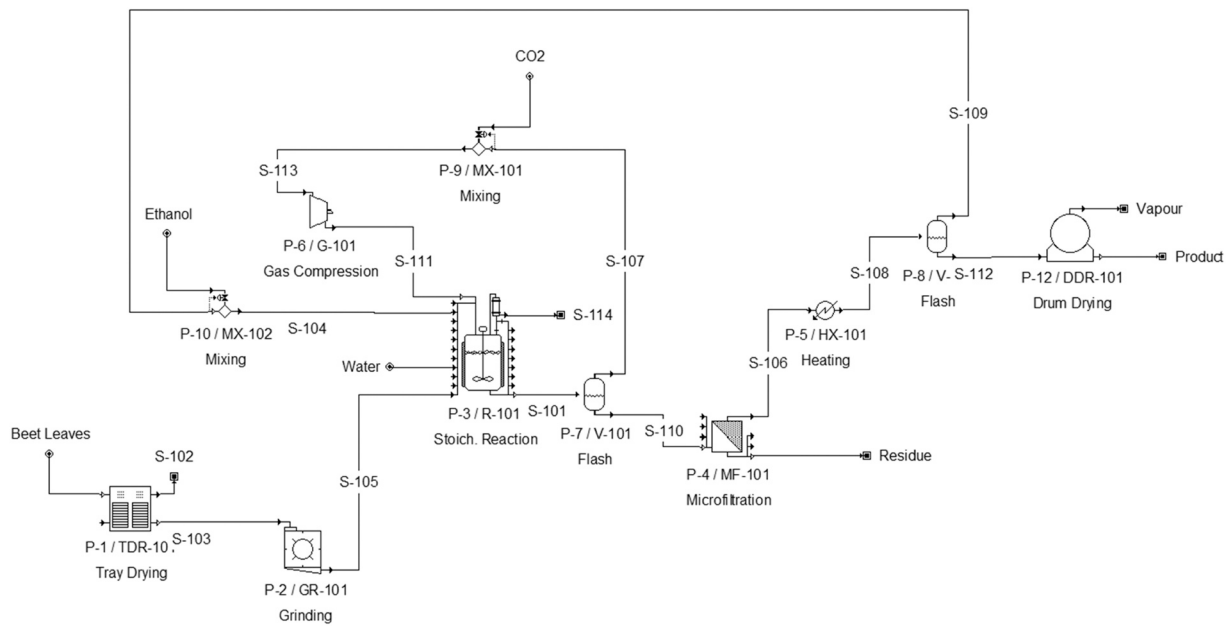 CO2
S-109
P-9 / MX-101
Mixing
S-113
Ethanol
P-6 / G-101
Gas Compression
S-111
S-107
Vapour
S-108
P-8 / V-
S-112
Flash
P-12 / DDR-101
Drum Drying
Product
P-10 / MX-102
Mixing
S-104
S-114
P-5 / HX-101
Heating
S-106
Water
P-3 / R-101
Stoich. Reaction
S-101
P-7 / V-101
Flash
S-110
P-4 / MF-101
Microfiltration
Residue
Beet Leaves
S-102
S-105
P-1 / TDR-10
S-103
Tray Drying
P-2 / GR-101
Grinding